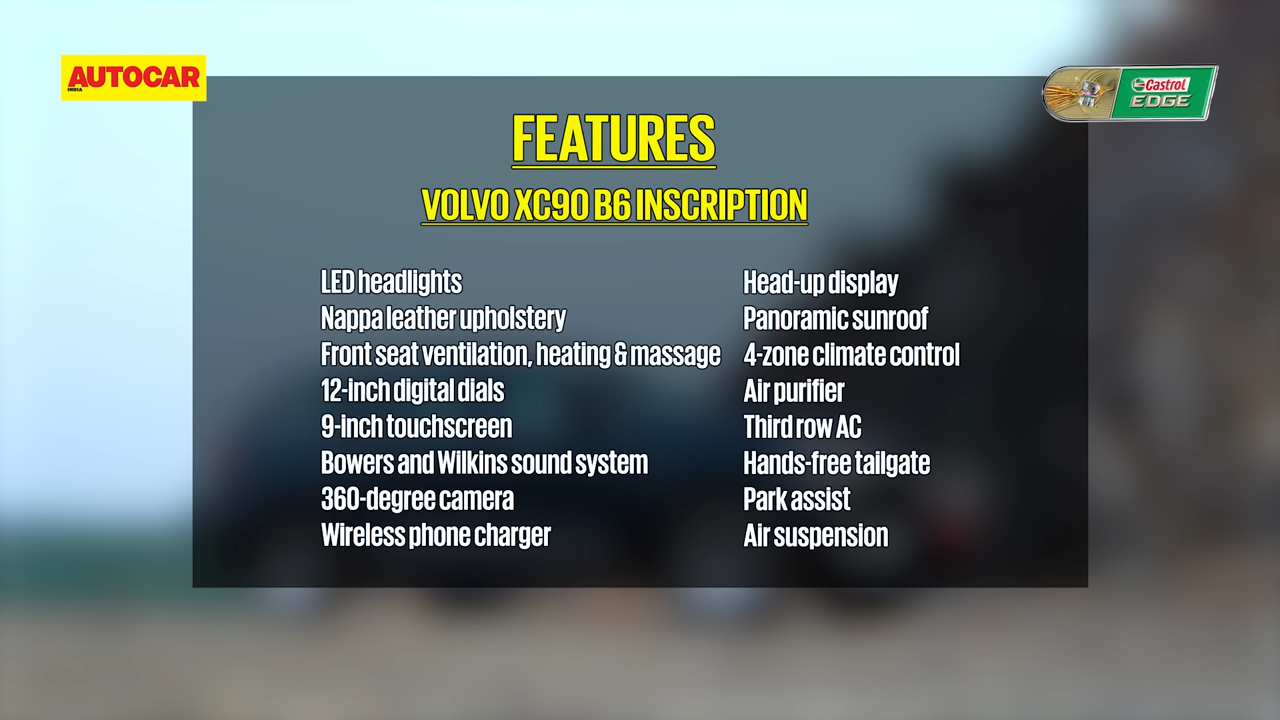 AUTOCAR
INDIA
Castrol
EDGE
FEATURES
VOLVO XC90 B6 INSCRIPTION
LED headlights
Nappa leather upholstery
Front seat ventilation, heating & massage
12-inch digital dials
9-inch touchscreen
Bowers and Wilkins sound system
360-degree camera
Wireless phone charger
Head-up display
Panoramic sunroof
4-zone climate control
Air purifier
Third row AC
Hands-free tailgate
Park assist
Air suspension